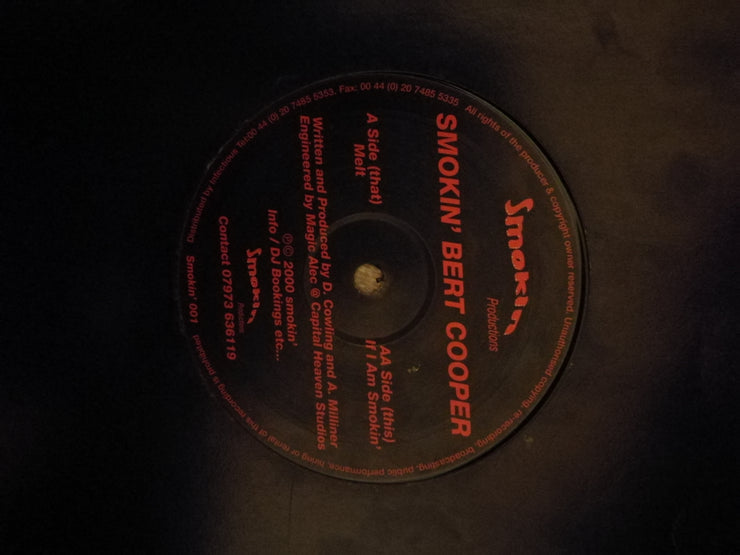 Smokin
Productions
SMOKIN' BERT COOPER
A Side (that)
Melt
AA Side (this)
If I Am Smokin'
Written and Produced by D. Cowling and A. Milliner
Engineered by Magic Alec @ Capital Heaven Studios
℗© 2000 smokin'
Info / DJ Bookings etc...
Smokin
Productions
Contact 07973 636119
All rights of the producer & copyright owner reserved. Unauthorised copying, re-recording, broadcasting, public performance, hiring or rental of this recording is prohibited
Smokin' 001
Distributed by Infectious Tel:00 44 (0) 20 7485 5353. Fax: 00 44 (0) 20 7485 5335